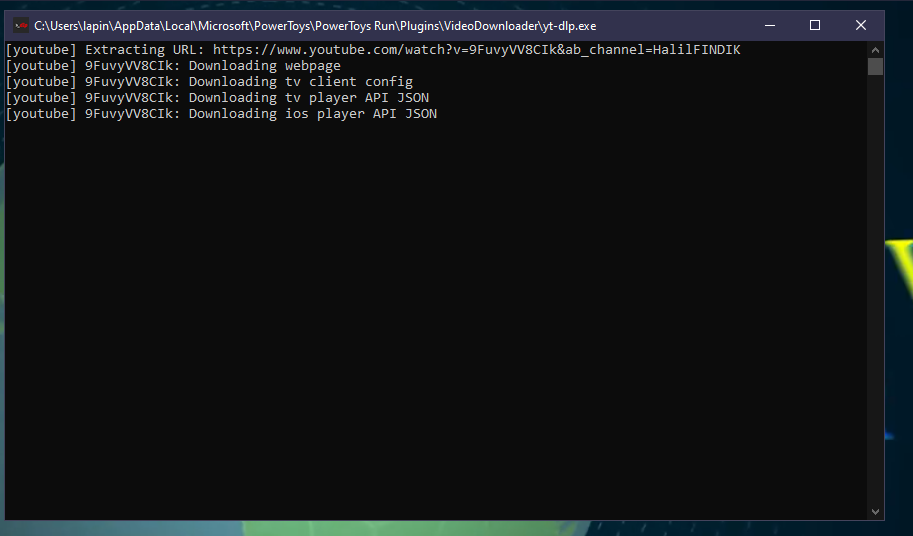 C:\Users\lapin\AppData\Local\Microsoft\PowerToys\PowerToys Run\Plugins\VideoDownloader\yt-dlp.exe
[youtube] Extracting URL: https://www.youtube.com/watch?v=9FuvyVV8CIk&ab_channel=HalilFINDIK
[youtube] 9FuvyVV8CIk: Downloading webpage
[youtube] 9FuvyVV8CIk: Downloading tv client config
[youtube] 9FuvyVV8CIk: Downloading tv player API JSON
[youtube] 9FuvyVV8CIk: Downloading ios player API JSON